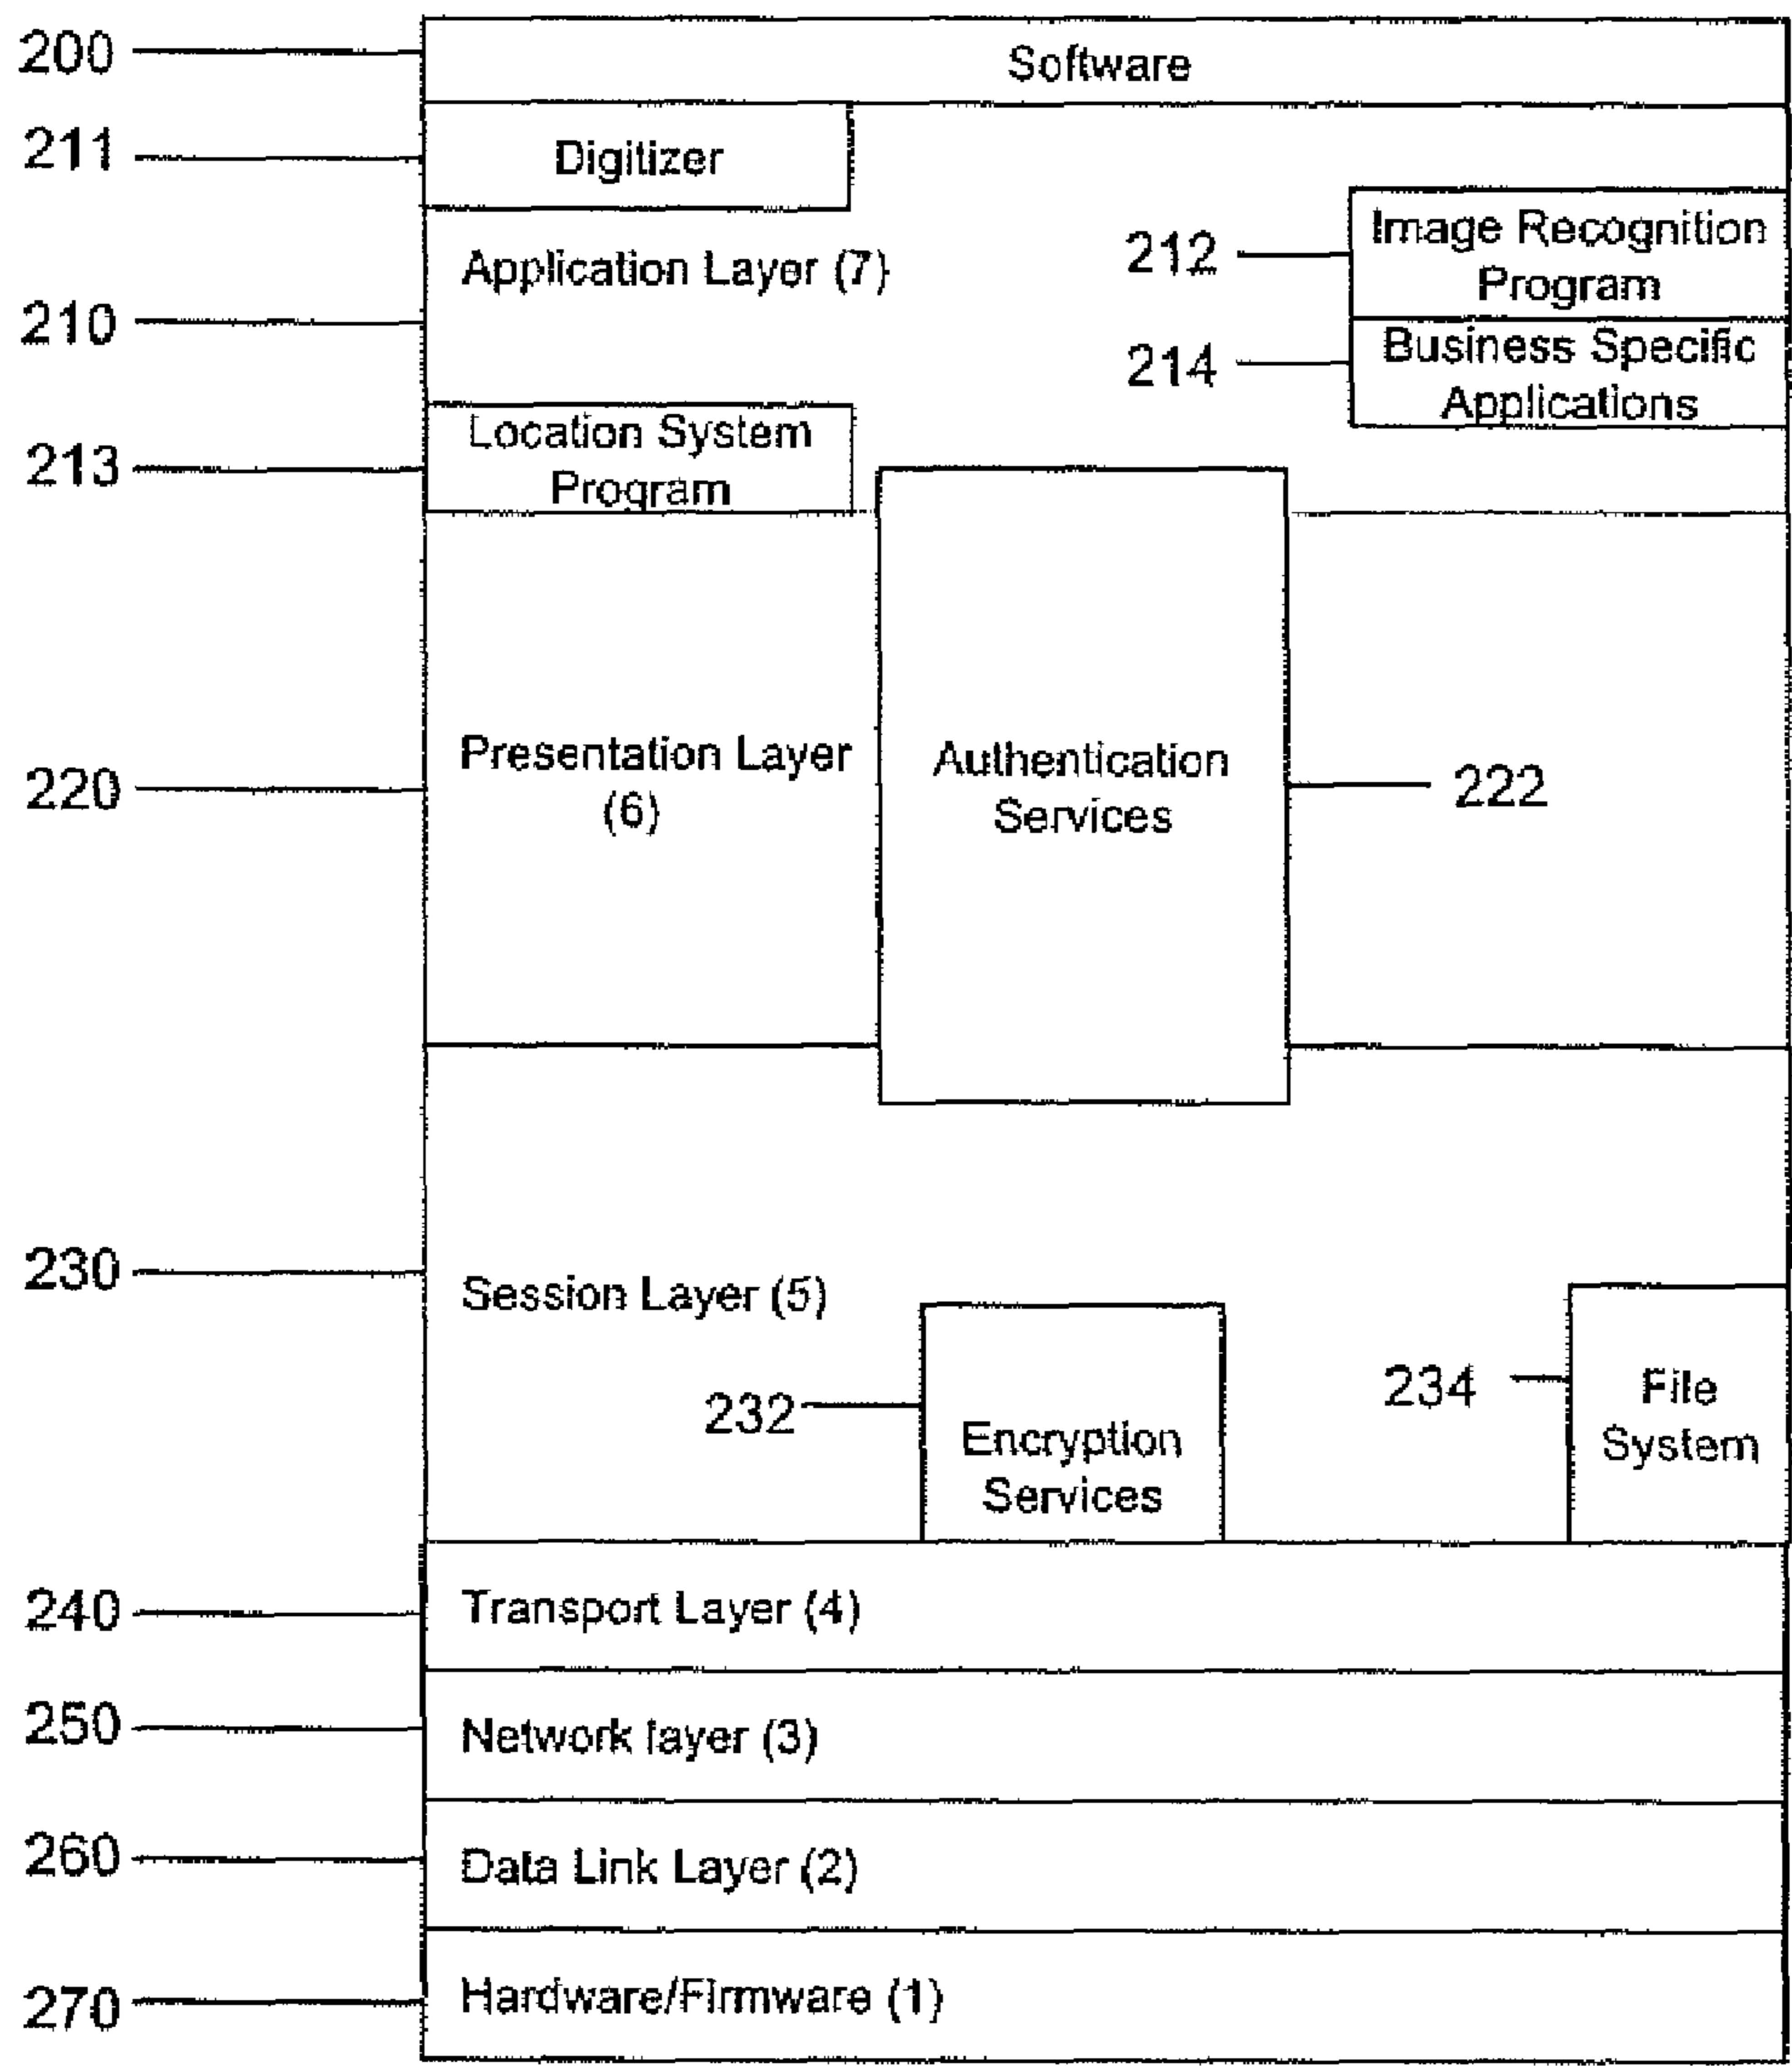 200
Software
211
Digitizer
Application Layer (7)
212
Image Recognition
Program
210
214
Business Specific
Applications
213
Location System
Program
220
Presentation Layer
(6)
Authentication
Services
222
230
Session Layer (5)
232
Encryption
Services
234
File
System
240
Transport Layer (4)
250
Network layer (3)
260
Data Link Layer (2)
270
Hardware/Firmware (1)